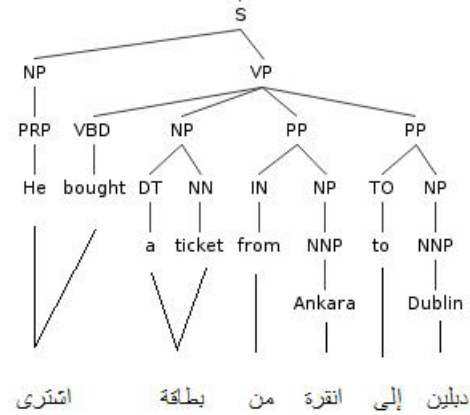 S
NP VP
PRP VBD NP PP PP
He bought DT NN IN NP TO NP
a ticket from NNP to NNP
Ankara Dublin
اشترى بطاقة من انقرة إلى دبلين